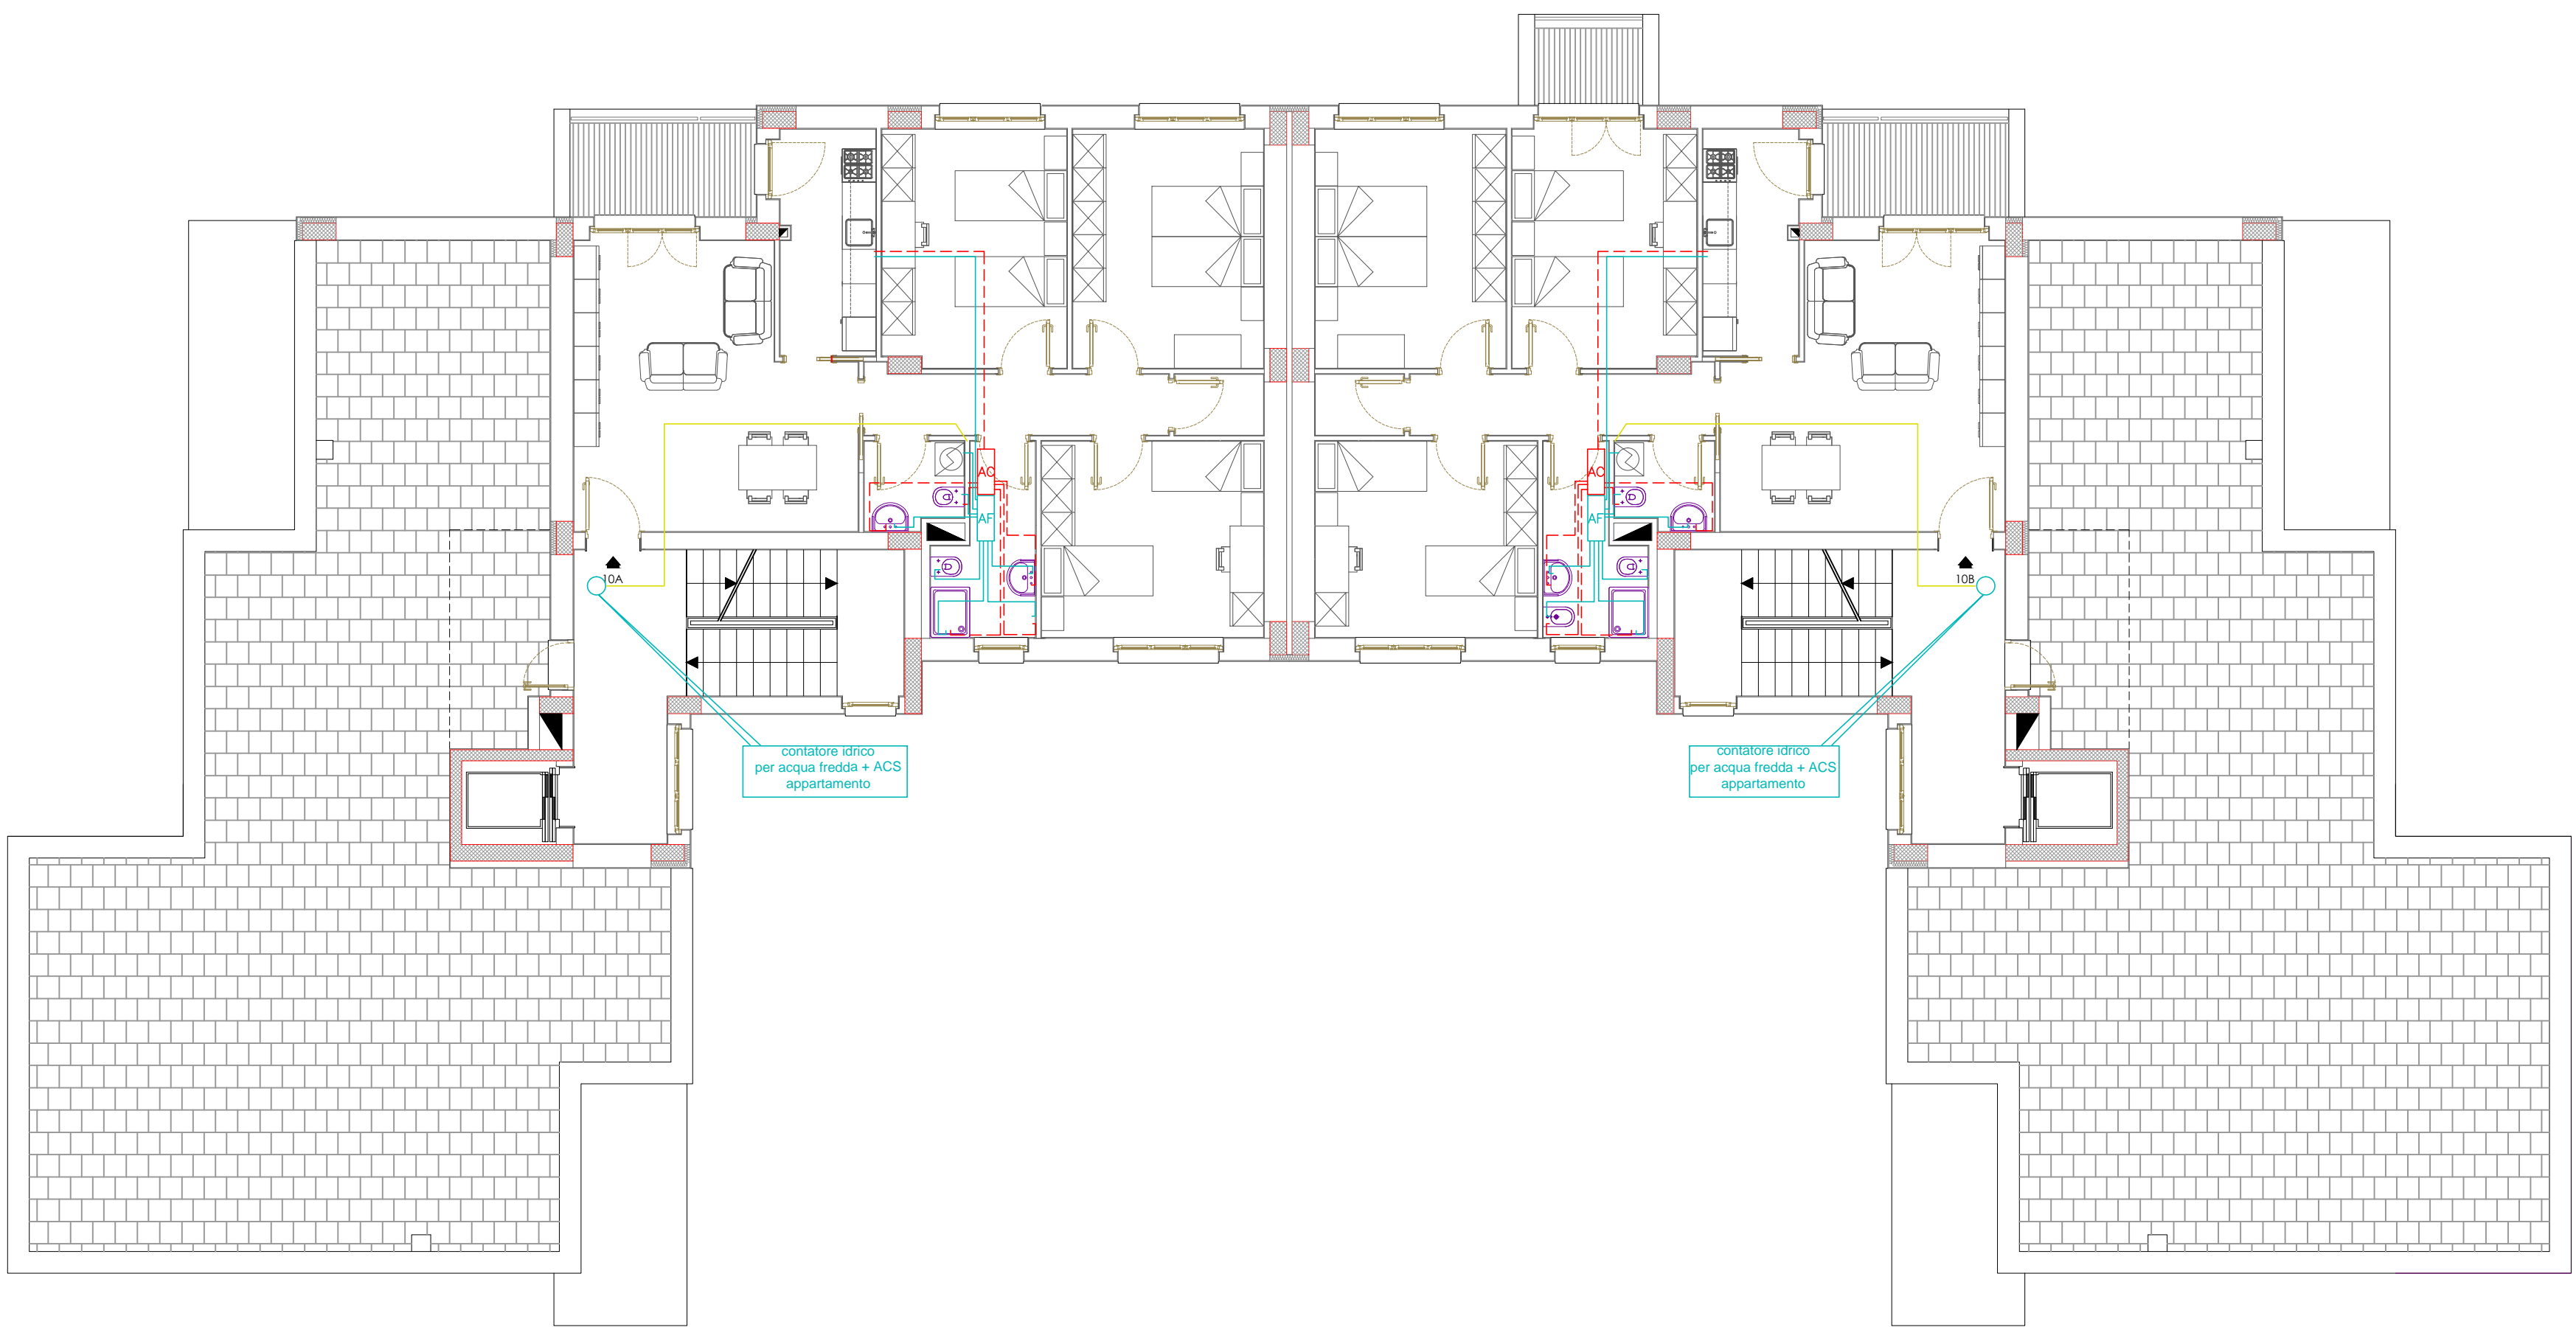 AC
AF
AC
AF
10A
10B
contatore idrico
per acqua fredda + ACS
appartamento
contatore idrico
per acqua fredda + ACS
appartamento